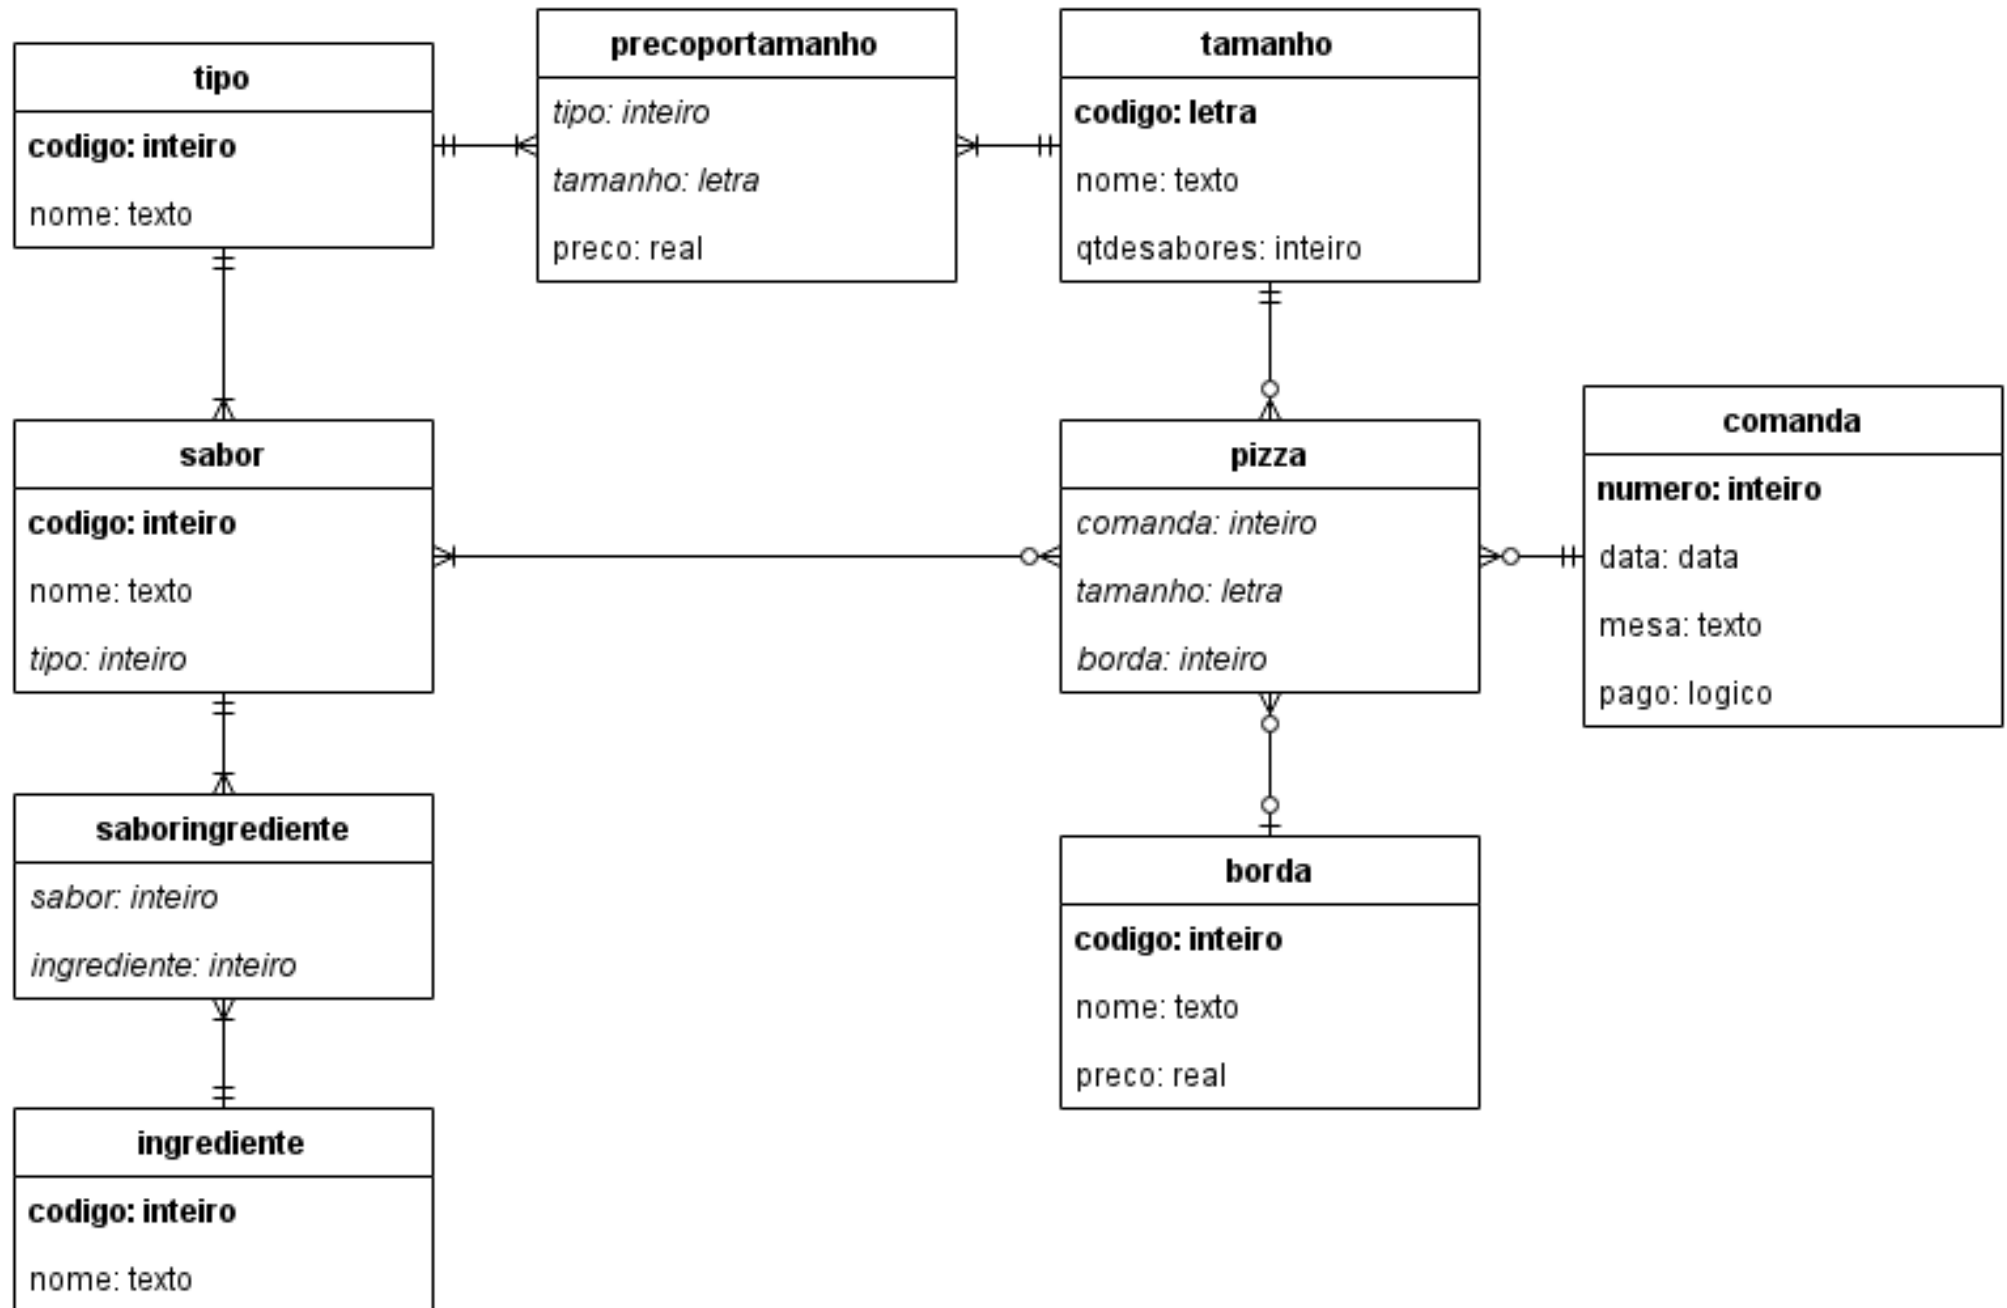 tipo
codigo: inteiro
nome: texto
precoportamanho
tipo: inteiro
tamanho: letra
preco: real
tamanho
codigo: letra
nome: texto
qtdesabores: inteiro
sabor
codigo: inteiro
nome: texto
tipo: inteiro
pizza
comanda: inteiro
tamanho: letra
borda: inteiro
comanda
numero: inteiro
data: data
mesa: texto
pago: logico
saboringrediente
sabor: inteiro
ingrediente: inteiro
borda
codigo: inteiro
nome: texto
preco: real
ingrediente
codigo: inteiro
nome: texto